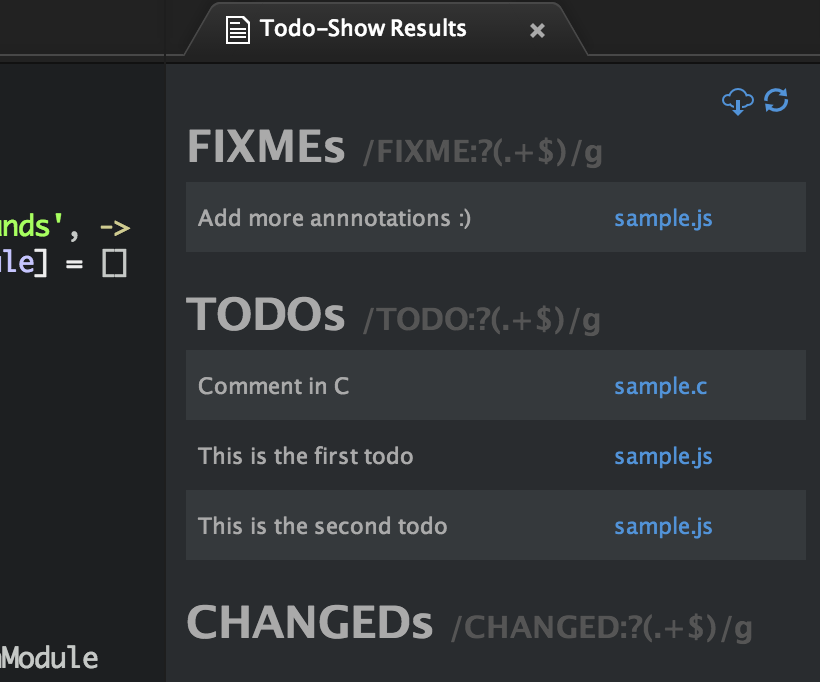 Todo-Show Results
FIXMEs /FIXME:?(.+$)/g
Add more annnotations :) sample.js
unds', ->
ule] = []
TODOs /TODO:?(.+$)/g
Comment in C sample.c
This is the first todo sample.js
This is the second todo sample.js
CHANGEDs /CHANGED:?(.+$)/g
Module